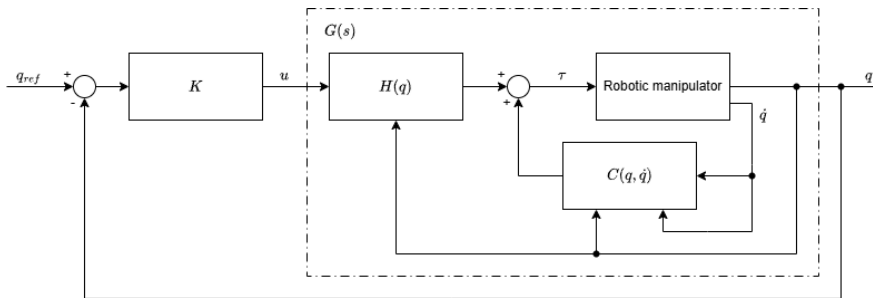 G(s)
q_ref
+
-
K
u
H(q)
+
+
τ
Robotic manipulator
q
q̇
C(q, q̇)